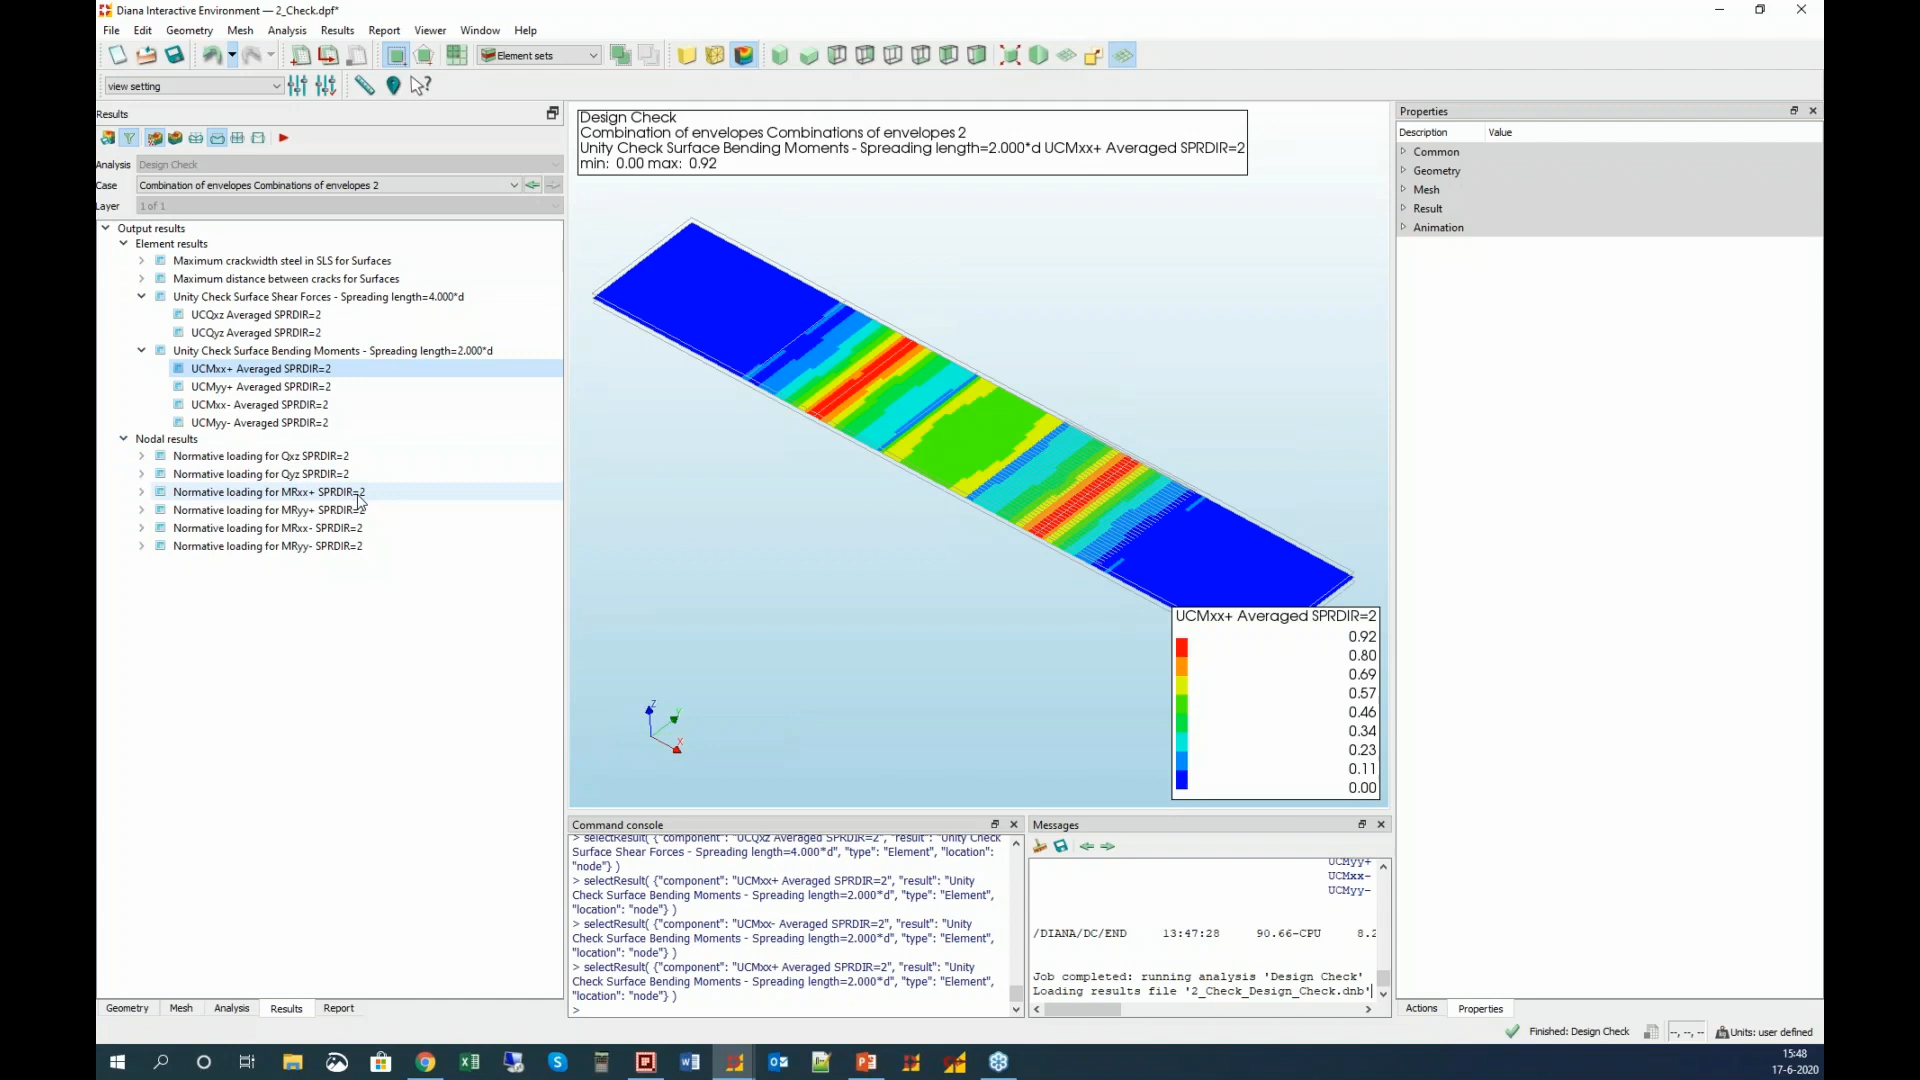 Diana Interactive Environment — 2_Check.dpf*
File Edit Geometry Mesh Analysis Results Report Viewer Window Help
Element sets
view setting
Results
Analysis Design Check
Case Combination of envelopes Combinations of envelopes 2
Layer 1 of 1
Output results
Element results
Maximum crackwidth steel in SLS for Surfaces
Maximum distance between cracks for Surfaces
Unity Check Surface Shear Forces - Spreading length=4.000*d
UCQxz Averaged SPRDIR=2
UCQyz Averaged SPRDIR=2
Unity Check Surface Bending Moments - Spreading length=2.000*d
UCMxx+ Averaged SPRDIR=2
UCMyy+ Averaged SPRDIR=2
UCMxx- Averaged SPRDIR=2
UCMyy- Averaged SPRDIR=2
Nodal results
Normative loading for Qxz SPRDIR=2
Normative loading for Qyz SPRDIR=2
Normative loading for MRxx+ SPRDIR=2
Normative loading for MRyy+ SPRDIR=2
Normative loading for MRxx- SPRDIR=2
Normative loading for MRyy- SPRDIR=2
Geometry Mesh Analysis Results Report
Design Check
Combination of envelopes Combinations of envelopes 2
Unity Check Surface Bending Moments - Spreading length=2.000*d UCMxx+ Averaged SPRDIR=2
min: 0.00 max: 0.92
Z
Y
X
UCMxx+ Averaged SPRDIR=2
0.92
0.80
0.69
0.57
0.46
0.34
0.23
0.11
0.00
Command console
> selectResult( {"component": "UCQxz Averaged SPRDIR=2", "result": "Unity Check
Surface Shear Forces - Spreading length=4.000*d", "type": "Element", "location":
"node"} )
> selectResult( {"component": "UCMxx+ Averaged SPRDIR=2", "result": "Unity
Check Surface Bending Moments - Spreading length=2.000*d", "type": "Element",
"location": "node"} )
> selectResult( {"component": "UCMxx- Averaged SPRDIR=2", "result": "Unity
Check Surface Bending Moments - Spreading length=2.000*d", "type": "Element",
"location": "node"} )
> selectResult( {"component": "UCMxx+ Averaged SPRDIR=2", "result": "Unity
Check Surface Bending Moments - Spreading length=2.000*d", "type": "Element",
"location": "node"} )
>
Messages
UCMyy+
UCMxx-
UCMyy-
/DIANA/DC/END 13:47:28 90.66-CPU 8.2
Job completed: running analysis 'Design Check'
Loading results file '2_Check_Design_Check.dnb'
Properties
Description Value
Common
Geometry
Mesh
Result
Animation
Actions Properties
Finished: Design Check --, --, -- Units: user defined
15:48
17-6-2020